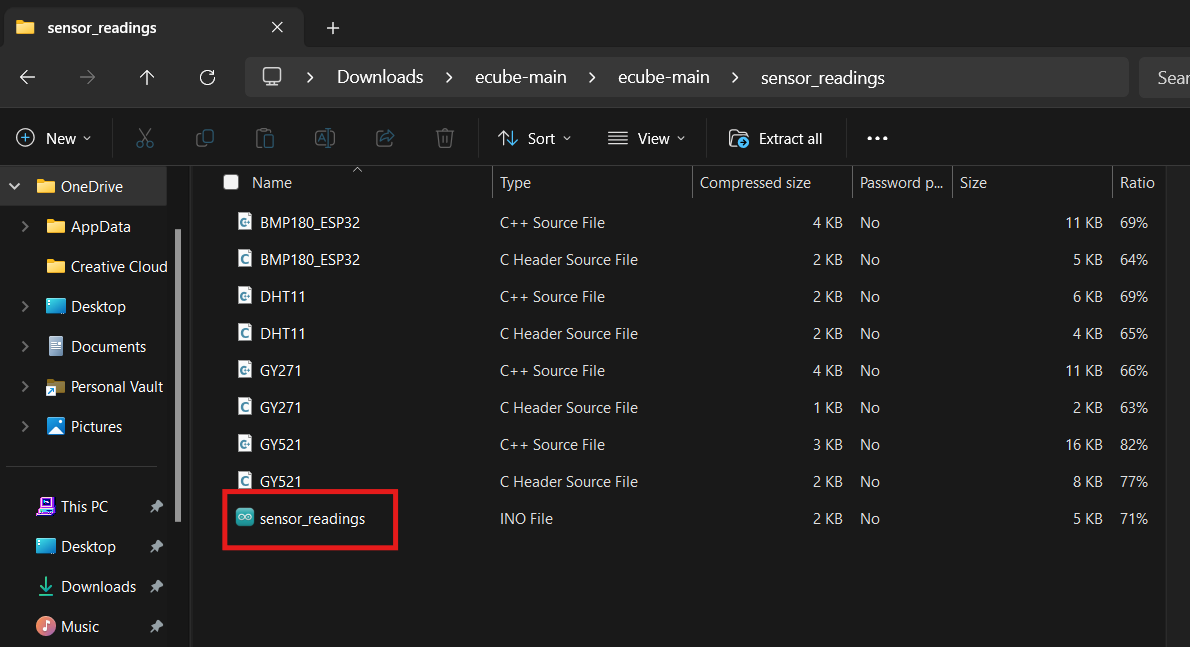 sensor_readings
Downloads > ecube-main > ecube-main > sensor_readings
Sear
New Sort View Extract all
Name Type Compressed size Password p... Size Ratio
OneDrive
AppData
Creative Cloud
Desktop
Documents
Personal Vault
Pictures
This PC
Desktop
Downloads
Music
BMP180_ESP32 C++ Source File 4 KB No 11 KB 69%
BMP180_ESP32 C Header Source File 2 KB No 5 KB 64%
DHT11 C++ Source File 2 KB No 6 KB 69%
DHT11 C Header Source File 2 KB No 4 KB 65%
GY271 C++ Source File 4 KB No 11 KB 66%
GY271 C Header Source File 1 KB No 2 KB 63%
GY521 C++ Source File 3 KB No 16 KB 82%
GY521 C Header Source File 2 KB No 8 KB 77%
sensor_readings INO File 2 KB No 5 KB 71%